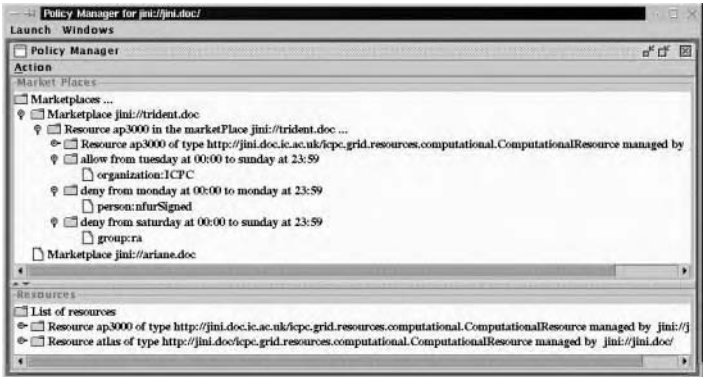 Policy Manager for jini://jini.doc/
Launch Windows
Policy Manager
Action
Market Places
Marketplaces ...
Marketplace jini://trident.doc
Resource ap3000 in the marketPlace jini://trident.doc ...
Resource ap3000 of type http://jini.doc.ic.ac.uk/icpc.grid.resources.computational.ComputationalResource managed by
allow from tuesday at 00:00 to sunday at 23:59
organization:ICPC
deny from monday at 00:00 to monday at 23:59
person:nfurSigned
deny from saturday at 00:00 to sunday at 23:59
group:ra
Marketplace jini://ariane.doc
Resources
List of resources
Resource ap3000 of type http://jini.doc.ic.ac.uk/icpc.grid.resources.computational.ComputationalResource managed by jini://j
Resource atlas of type http://jini.doc/icpc.grid.resources.computational.ComputationalResource managed by jini://jini.doc/